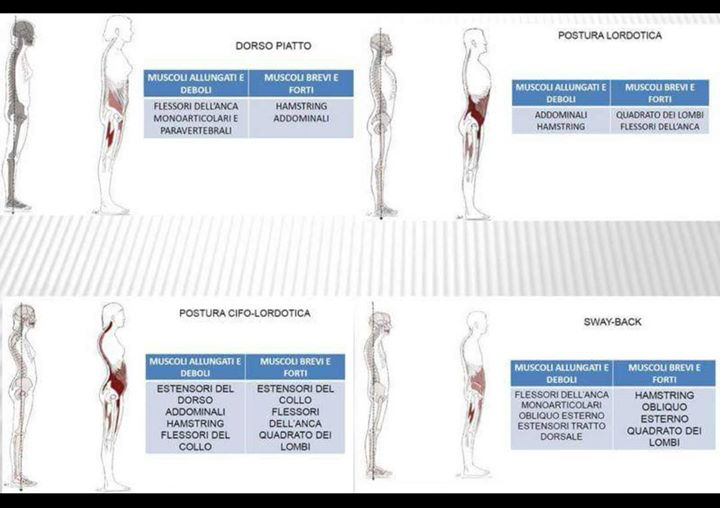 DORSO PIATTO
MUSCOLI ALLUNGATI E
DEBOLI
MUSCOLI BREVI E
FORTI
FLESSORI DELL'ANCA
MONOARTICOLARI E
PARAVERTEBRALI
HAMSTRING
ADDOMINALI
POSTURA LORDOTICA
MUSCOLI ALLUNGATI E
DEBOLI
MUSCOLI BREVI E
FORTI
ADDOMINALI
HAMSTRING
QUADRATO DEI LOMBI
FLESSORI DELL'ANCA
POSTURA CIFO-LORDOTICA
MUSCOLI ALLUNGATI E
DEBOLI
MUSCOLI BREVI E
FORTI
ESTENSORI DEL
DORSO
ADDOMINALI
HAMSTRING
FLESSORI DEL
COLLO
ESTENSORI DEL
COLLO
FLESSORI
DELL'ANCA
QUADRATO DEI
LOMBI
SWAY-BACK
MUSCOLI ALLUNGATI E
DEBOLI
MUSCOLI BREVI E
FORTI
FLESSORI DELL'ANCA
MONOARTICOLARI
OBLIQUO ESTERNO
ESTENSORI TRATTO
DORSALE
HAMSTRING
OBLIQUO
ESTERNO
QUADRATO DEI
LOMBI